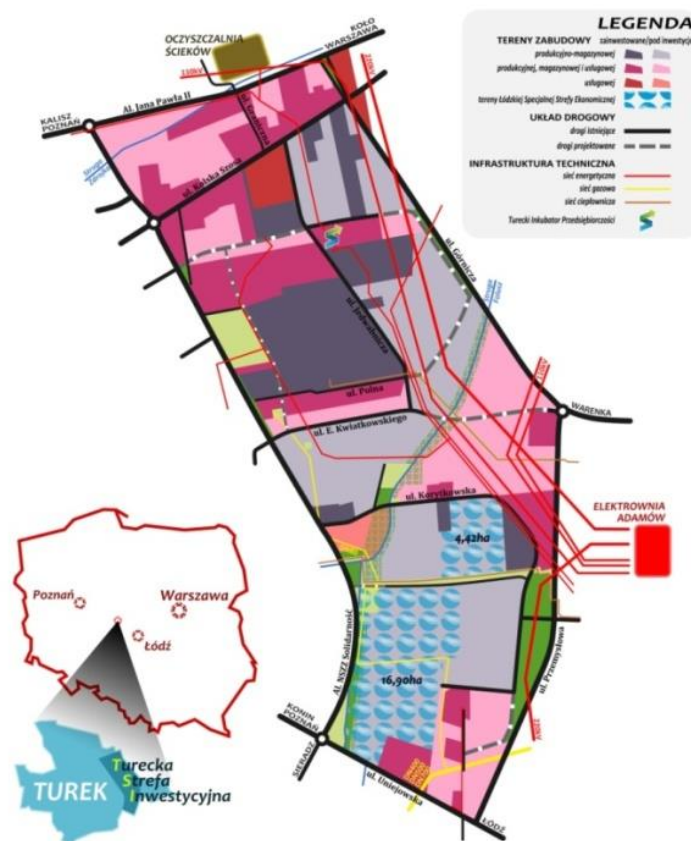 LEGENDA
TERENY ZABUDOWY zainwestowane/pod inwestycje
produkcyjno-magazynowej
produkcyjnej, magazynowej i usługowej
usługowej
tereny Łódzkiej Specjalnej Strefy Ekonomicznej
UKŁAD DROGOWY
drogi istniejące
drogi projektowane
INFRASTRUKTURA TECHNICZNA
sieć energetyczna
sieć gazowa
sieć ciepłownicza
Turecki Inkubator Przedsiębiorczości
OCZYSZCZALNIA
ŚCIEKÓW
KOŁO
WARSZAWA
110kV
Al. Jana Pawła II
KALISZ
POZNAŃ
ul. Kolska Szosa
ul. Górnicza
ul. Jedwabnicza
ul. Polna
ul. E. Kwiatkowskiego
WARENKA
110kV
ul. Korytkowska
ELEKTROWNIA
ADAMÓW
4,42ha
Al. NSZZ Solidarność
16,90ha
ul. Przemysłowa
KONIN
POZNAŃ
SIERADZ
ul. Uniejowska
ŁÓDŹ
Poznań
Warszawa
Łódź
TUREK
Turecka
Strefa
Inwestycyjna